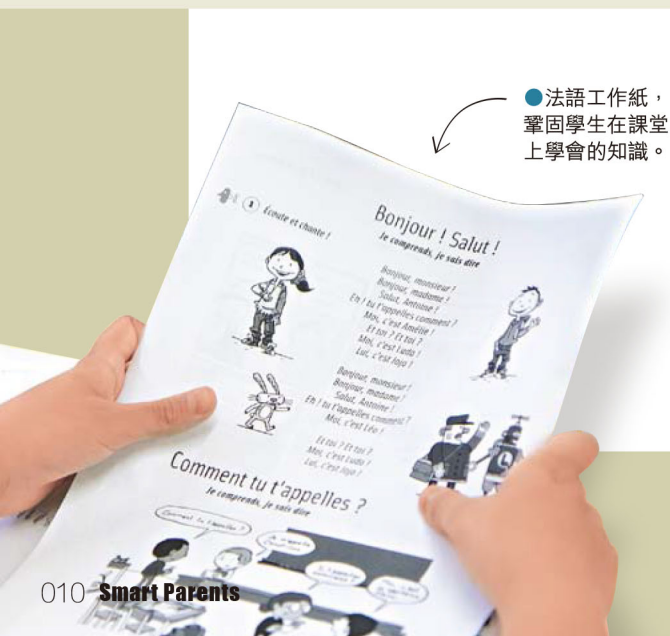 ●法語工作紙，
鞏固學生在課堂
上學會的知識。
1 Écoute et chante !
Bonjour ! Salut !
Je comprends, je sais dire
Bonjour, monsieur !
Bonjour, madame !
Salut, Antoine !
Eh ! tu t'appelles comment ?
Moi, c'est Amélie !
Et toi ? Et toi ?
Moi, c'est Ludo !
Lui, c'est Jojo !
Bonjour, monsieur !
Bonjour, madame !
Salut, Antoine !
Eh ! tu t'appelles comment ?
Moi, c'est Léo !
Et toi ? Et toi ?
Moi, c'est Ludo !
Lui, c'est Jojo !
Comment tu t'appelles ?
Je comprends, je sais dire
Comment tu t'appelles ?
010 Smart Parents